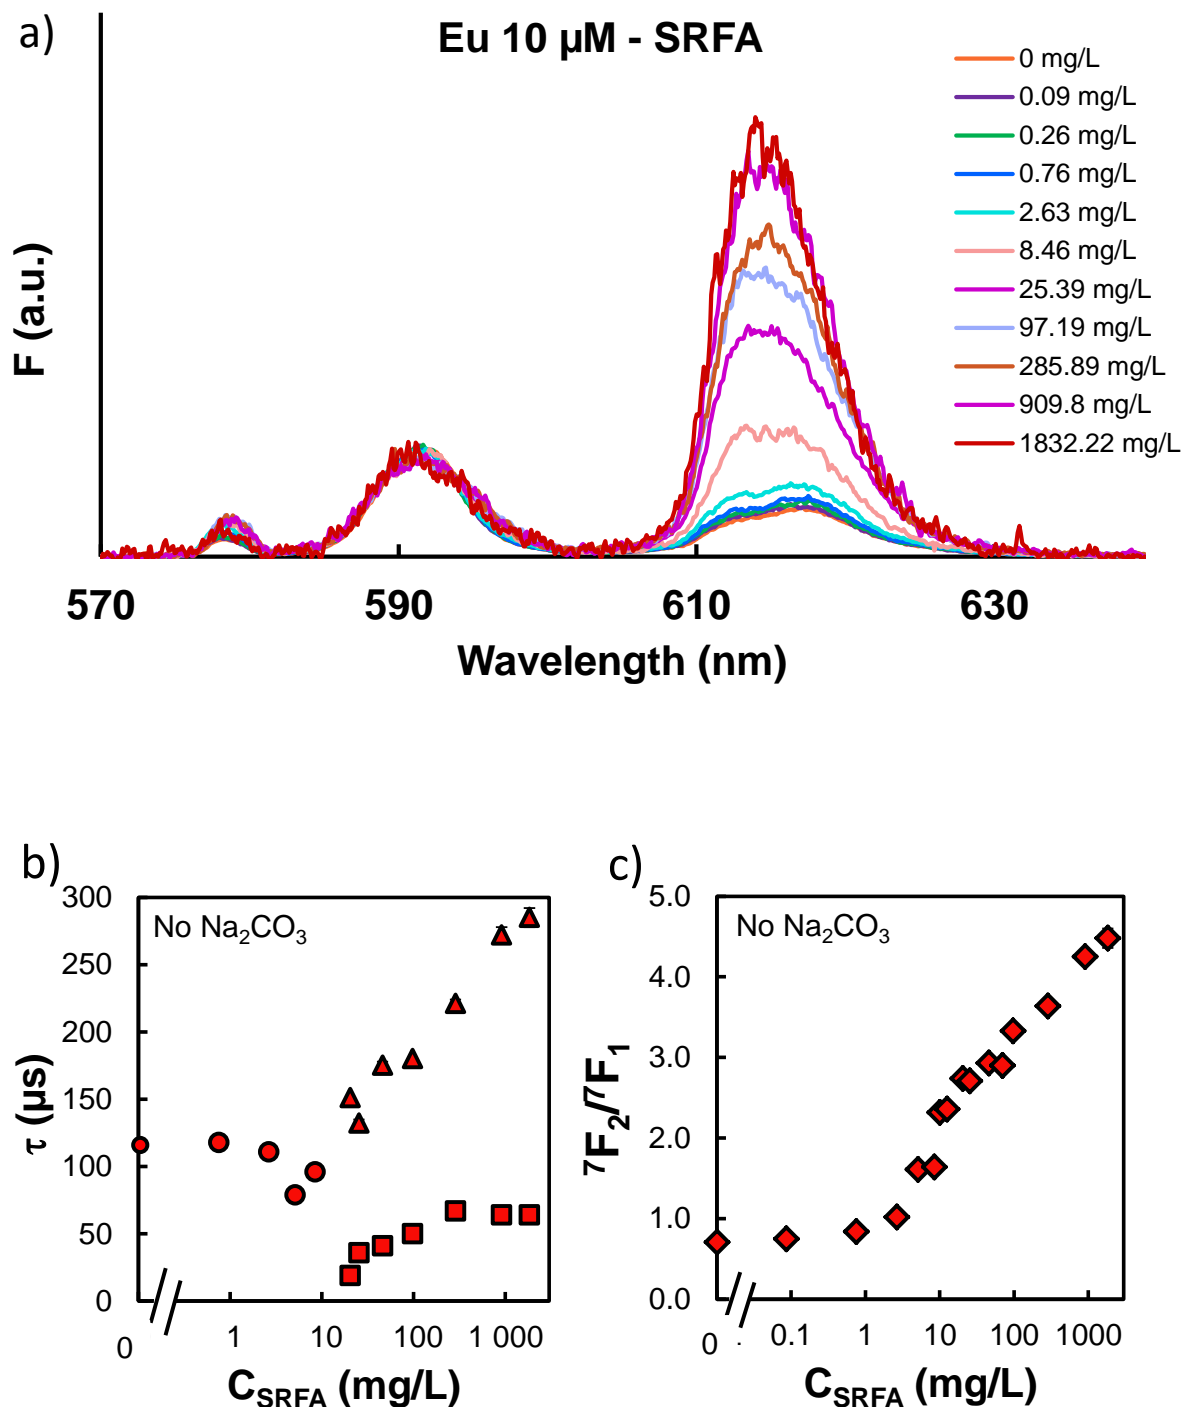 a)
Eu 10 µM - SRFA
0 mg/L
0.09 mg/L
0.26 mg/L
0.76 mg/L
2.63 mg/L
8.46 mg/L
25.39 mg/L
97.19 mg/L
285.89 mg/L
909.8 mg/L
1832.22 mg/L
F (a.u.)
570 590 610 630
Wavelength (nm)
b)
300
250
200
150
100
50
0
No Na₂CO₃
τ (µs)
0 1 10 100 1 000
C_SRFA (mg/L)
c)
5.0
4.0
3.0
2.0
1.0
0.0
No Na₂CO₃
⁷F₂/⁷F₁
0 . 0.1 1 10 100 1000
C_SRFA (mg/L)